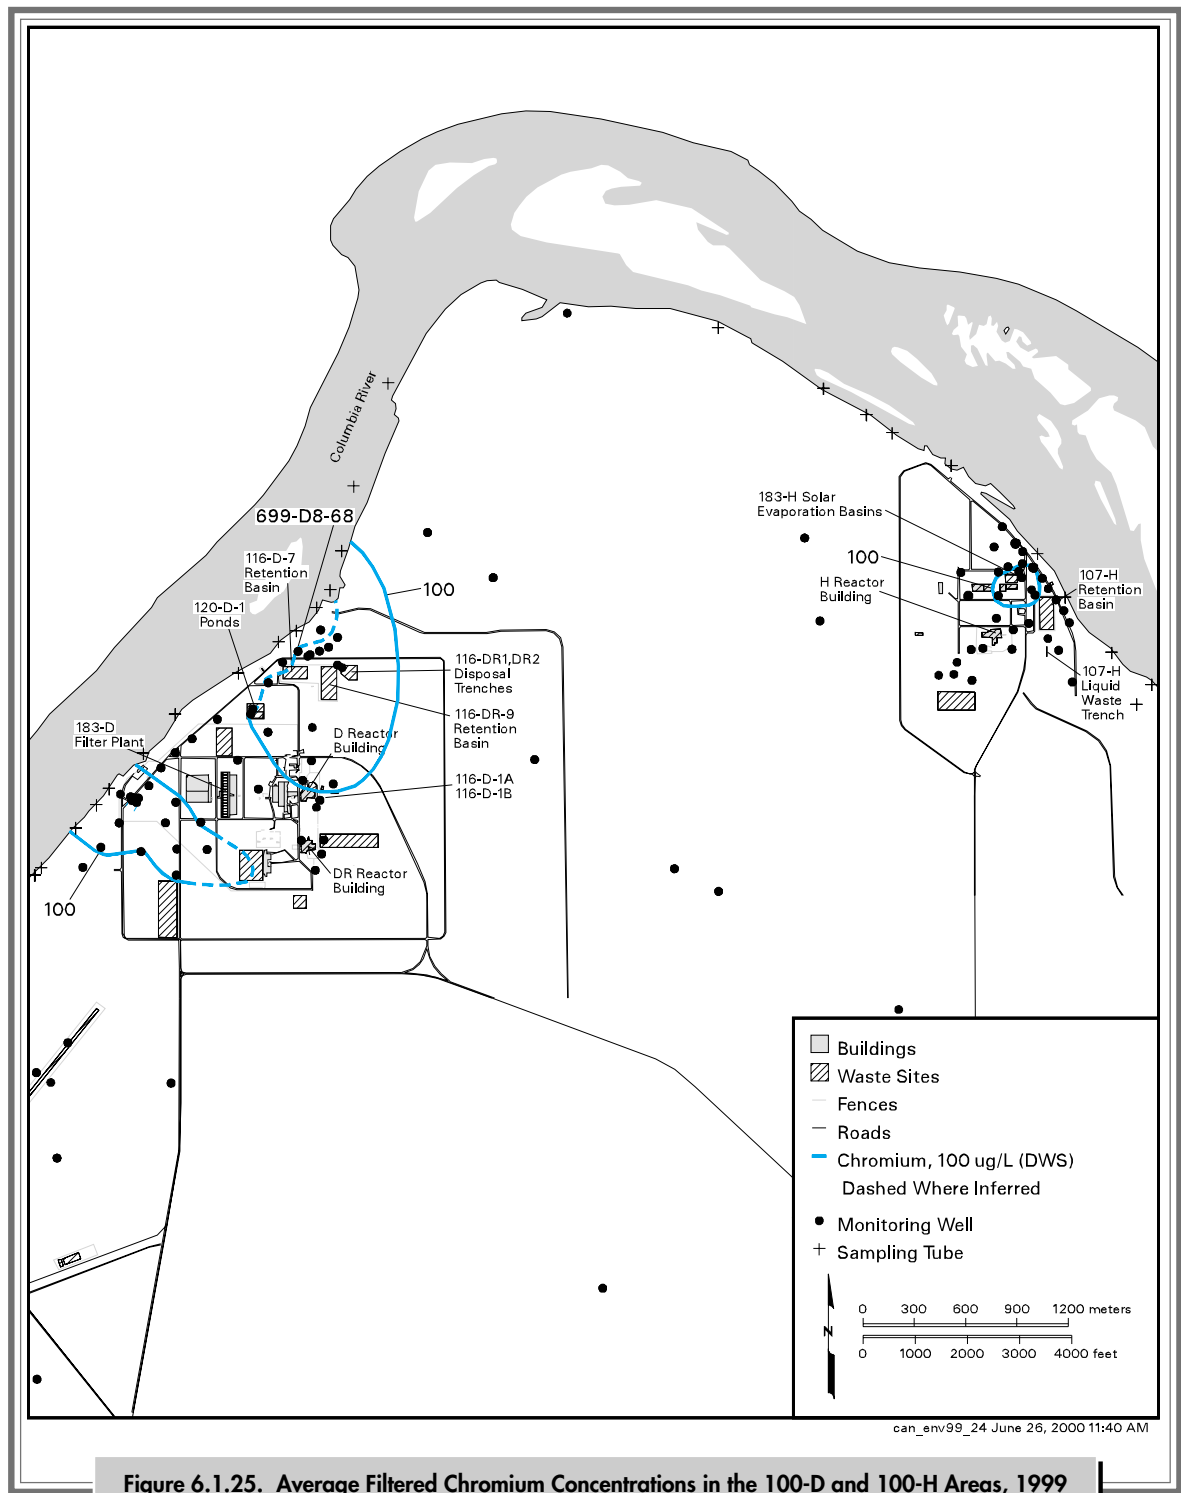 Columbia River
699-D8-68
116-D-7
Retention
Basin
120-D-1
Ponds
100
183-H Solar
Evaporation Basins
100
H Reactor
Building
107-H
Retention
Basin
107-H
Liquid
Waste
Trench
116-DR1,DR2
Disposal
Trenches
116-DR-9
Retention
Basin
183-D
Filter Plant
D Reactor
Building
116-D-1A
116-D-1B
DR Reactor
Building
100
Buildings
Waste Sites
Fences
Roads
Chromium, 100 ug/L (DWS)
Dashed Where Inferred
Monitoring Well
Sampling Tube
N
0 300 600 900 1200 meters
0 1000 2000 3000 4000 feet
can_env99_24 June 26, 2000 11:40 AM
Figure 6.1.25. Average Filtered Chromium Concentrations in the 100-D and 100-H Areas, 1999